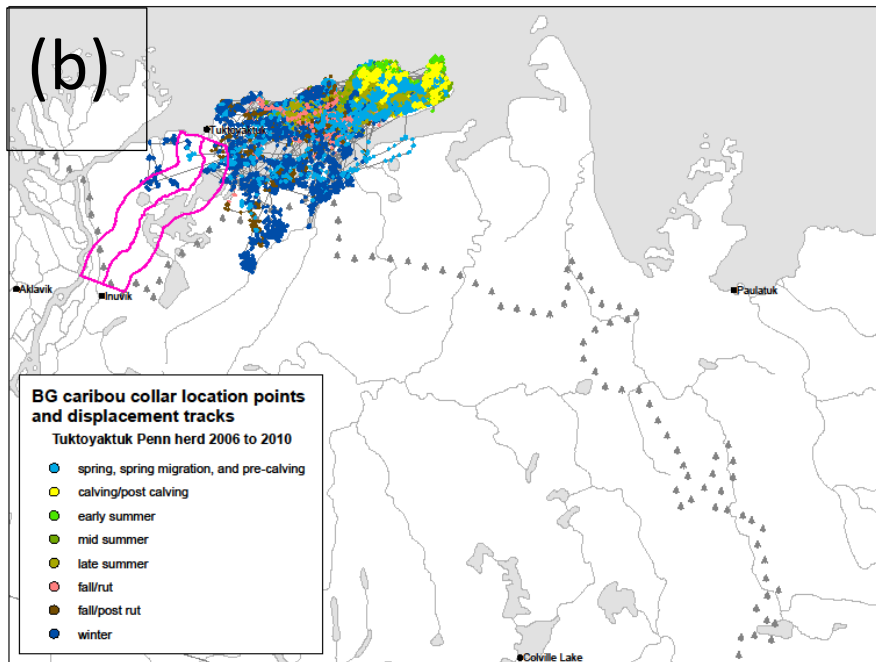 (b)
Tuktoyaktuk
Aklavik
Inuvik
Paulatuk
BG caribou collar location points
and displacement tracks
Tuktoyaktuk Penn herd 2006 to 2010
spring, spring migration, and pre-calving
calving/post calving
early summer
mid summer
late summer
fall/rut
fall/post rut
winter
Colville Lake